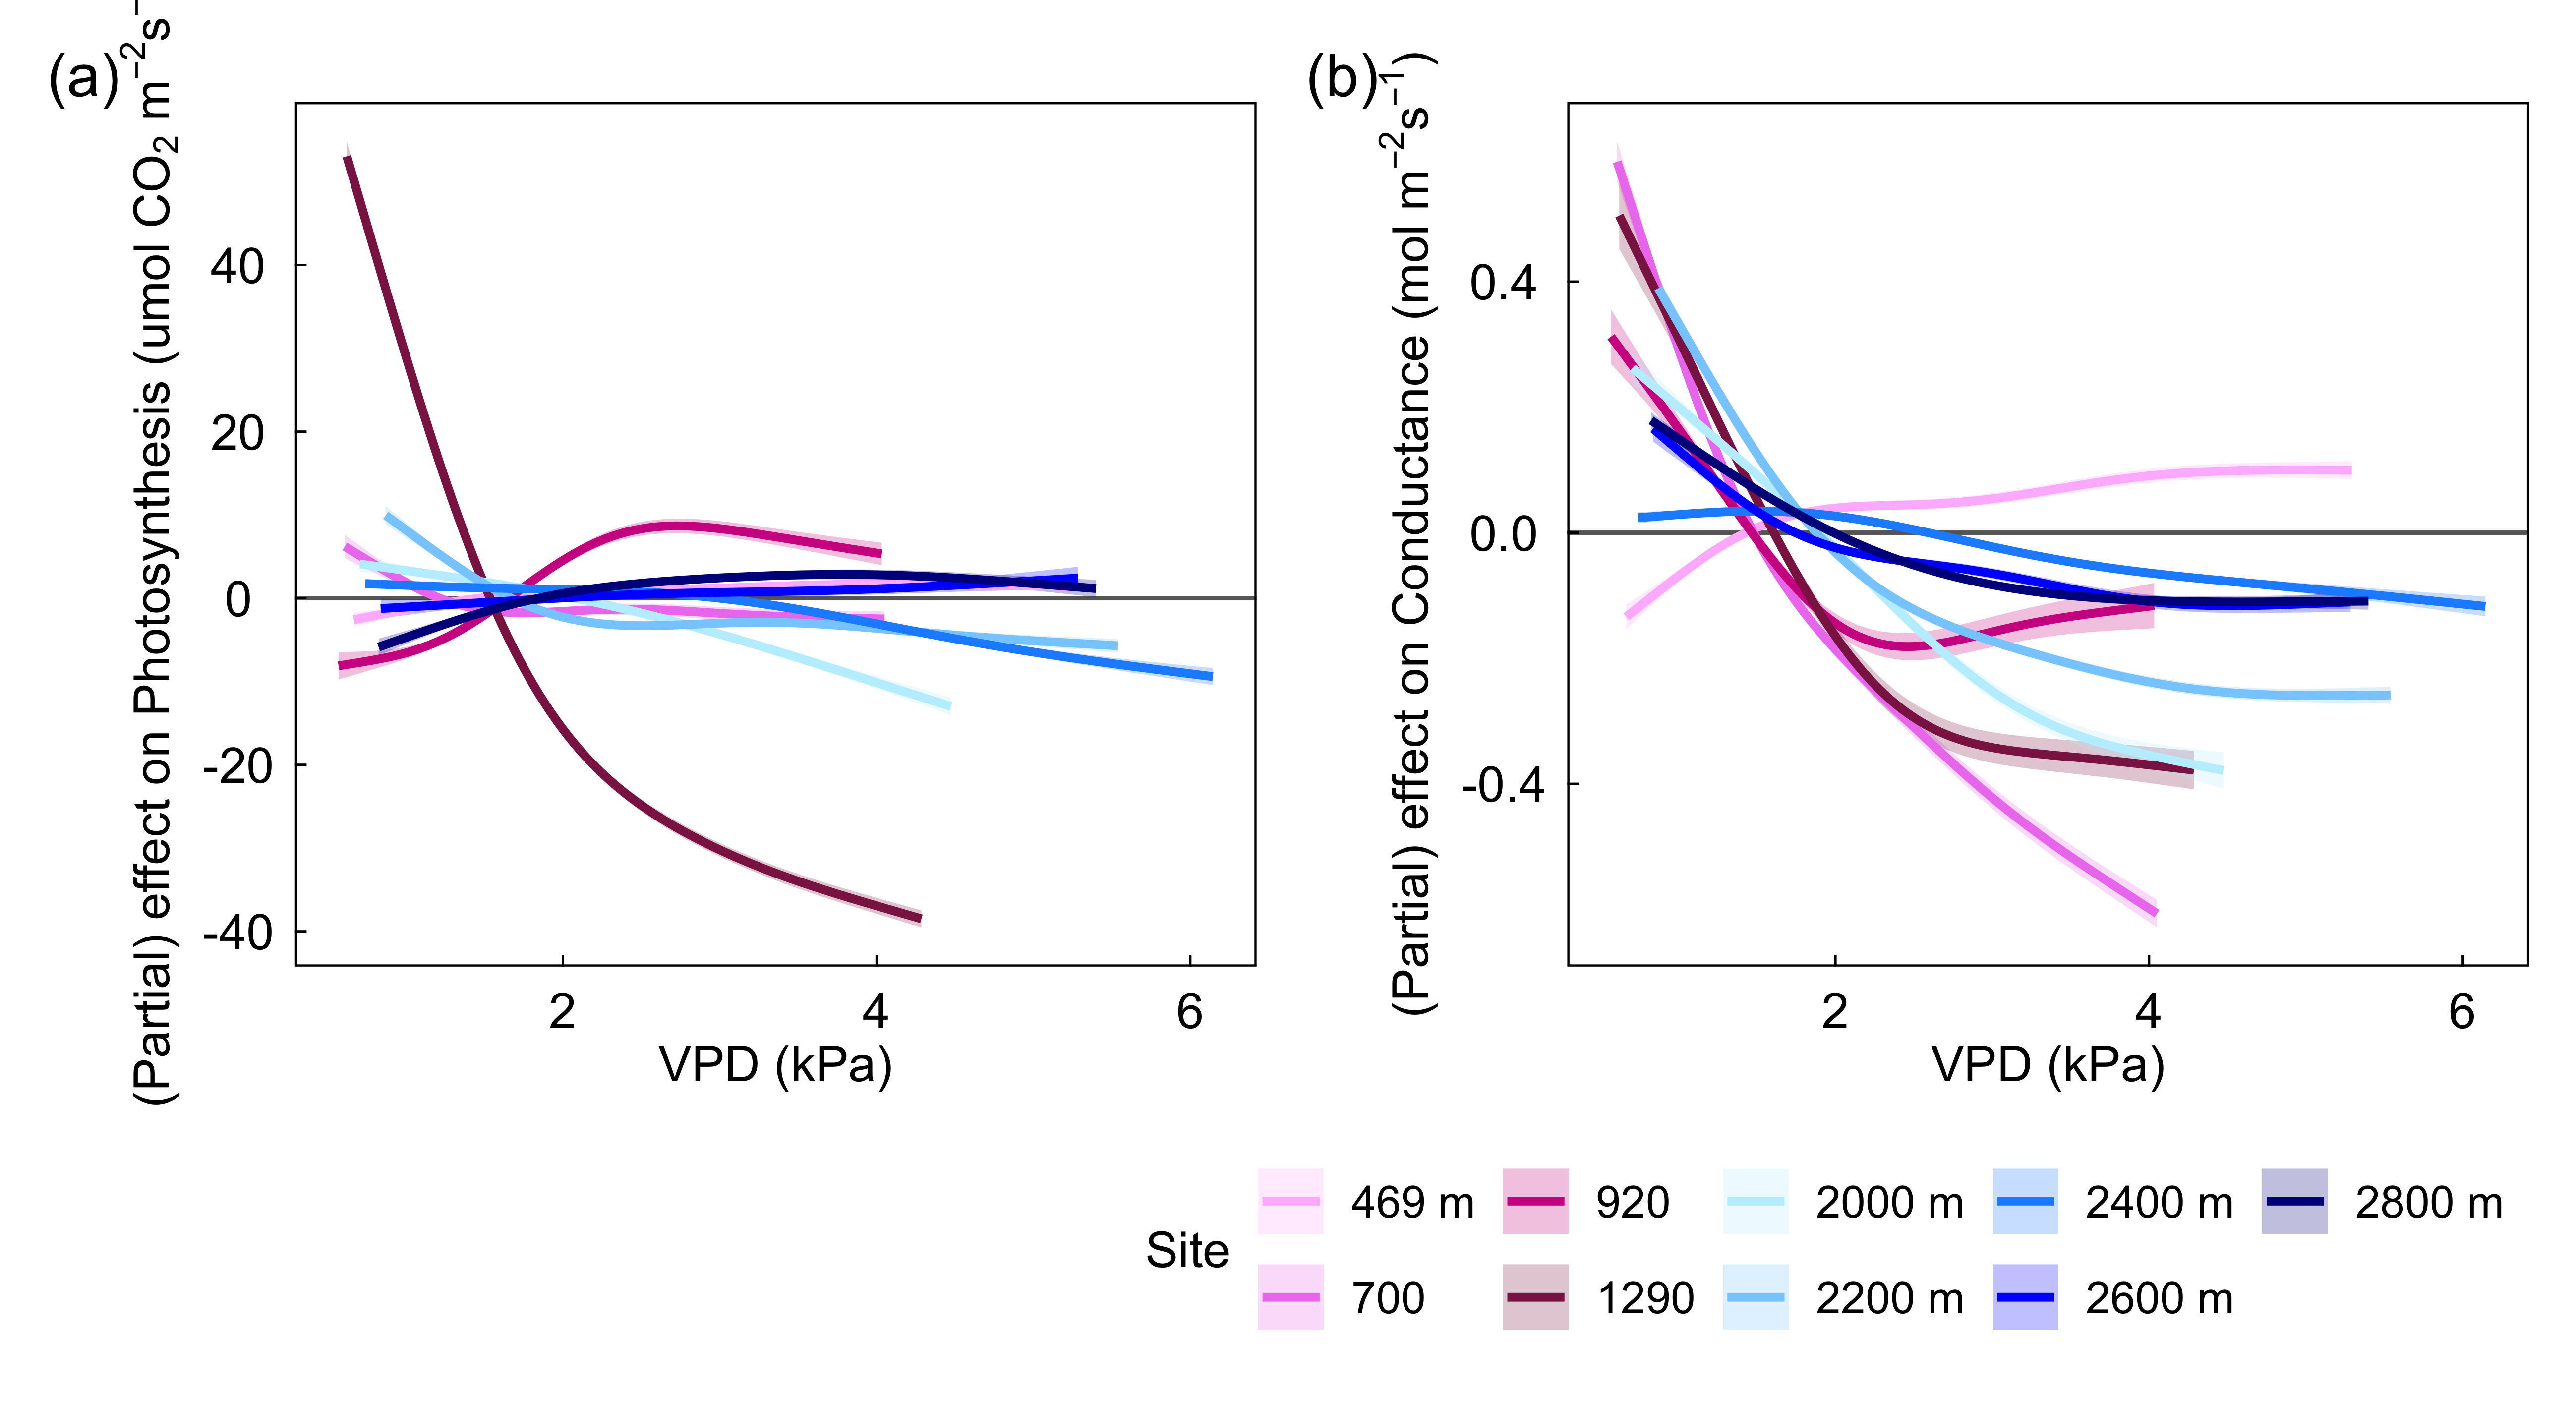 (a)
(Partial) effect on Photosynthesis (umol CO₂ m⁻²s⁻
40
20
0
-20
-40
2 4 6
VPD (kPa)
(b)
(Partial) effect on Conductance (mol m⁻²s⁻¹)
0.4
0.0
-0.4
2 4 6
VPD (kPa)
Site
469 m 920 2000 m 2400 m 2800 m
700 1290 2200 m 2600 m